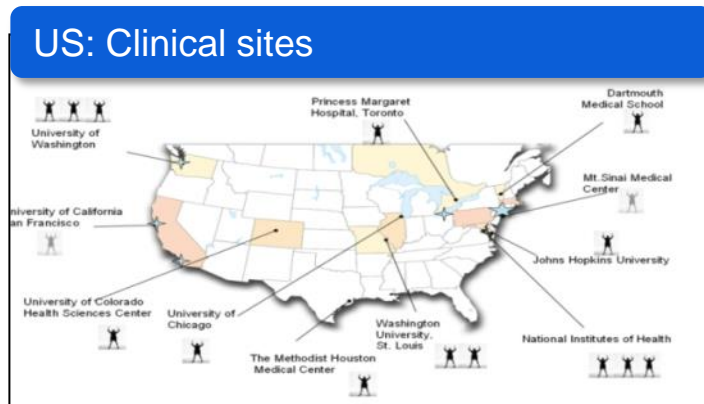 US: Clinical sites
Princess Margaret
Hospital, Toronto
Dartmouth
Medical School
University of
Washington
Mt.Sinai Medical
Center
niversity of California
an Francisco
Johns Hopkins University
University of Colorado
Health Sciences Center
University of
Chicago
Washington
University,
St. Louis
National Institutes of Health
The Methodist Houston
Medical Center